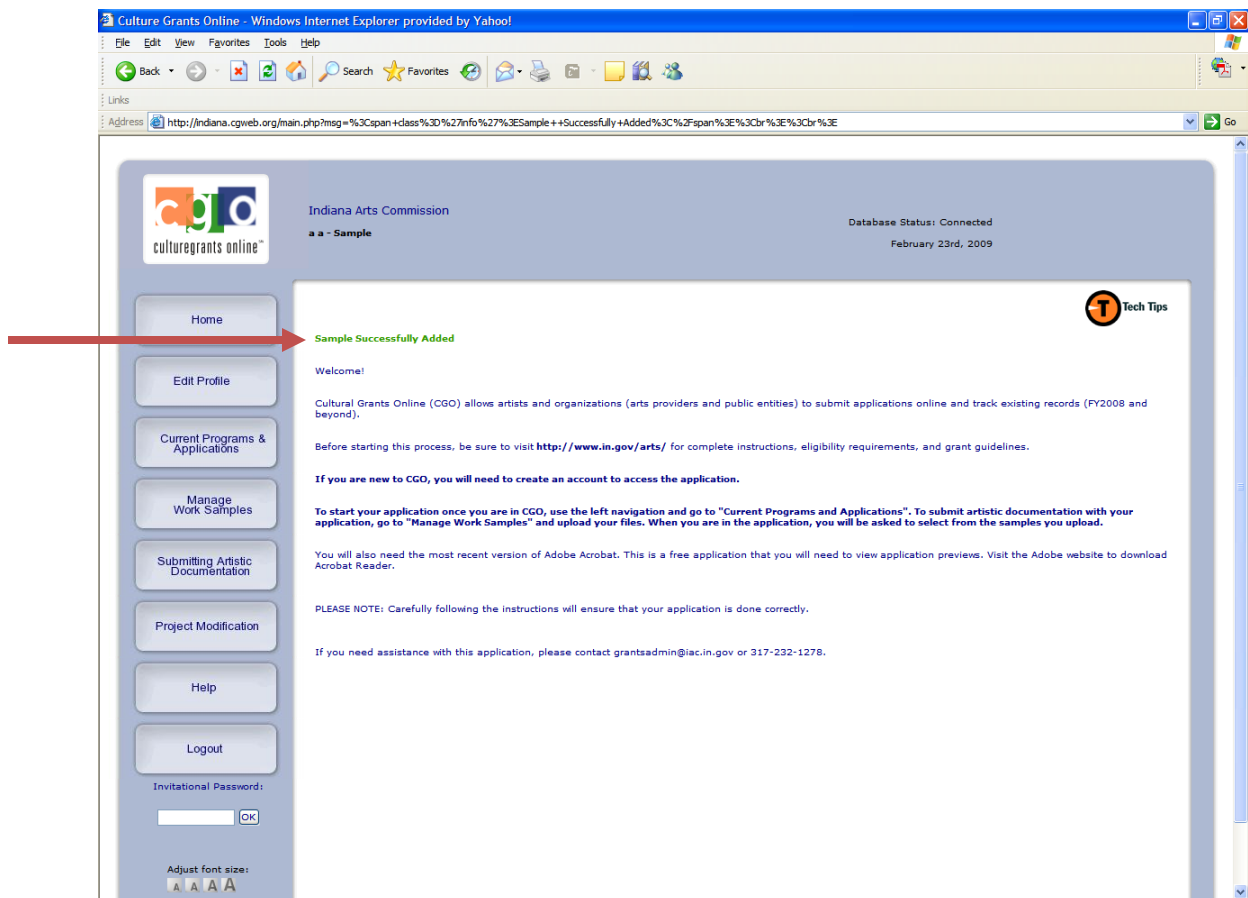 Culture Grants Online - Windows Internet Explorer provided by Yahoo!
File Edit View Favorites Tools Help
Back Search Favorites
Links
Address http://indiana.cgweb.org/main.php?msg=%3Cspan+class%3D%27info%27%3ESample++Successfully+Added%3C%2Fspan%3E%3Cbr%3E%3Cbr%3E Go
cgo
culturegrants online™
Indiana Arts Commission
a a - Sample
Database Status: Connected
February 23rd, 2009
Home
Edit Profile
Current Programs &
Applications
Manage
Work Samples
Submitting Artistic
Documentation
Project Modification
Help
Logout
Invitational Password:
OK
Adjust font size:
A A A A
T Tech Tips
Sample Successfully Added
Welcome!
Cultural Grants Online (CGO) allows artists and organizations (arts providers and public entities) to submit applications online and track existing records (FY2008 and
beyond).
Before starting this process, be sure to visit http://www.in.gov/arts/ for complete instructions, eligibility requirements, and grant guidelines.
If you are new to CGO, you will need to create an account to access the application.
To start your application once you are in CGO, use the left navigation and go to "Current Programs and Applications". To submit artistic documentation with your
application, go to "Manage Work Samples" and upload your files. When you are in the application, you will be asked to select from the samples you upload.
You will also need the most recent version of Adobe Acrobat. This is a free application that you will need to view application previews. Visit the Adobe website to download
Acrobat Reader.
PLEASE NOTE: Carefully following the instructions will ensure that your application is done correctly.
If you need assistance with this application, please contact grantsadmin@iac.in.gov or 317-232-1278.